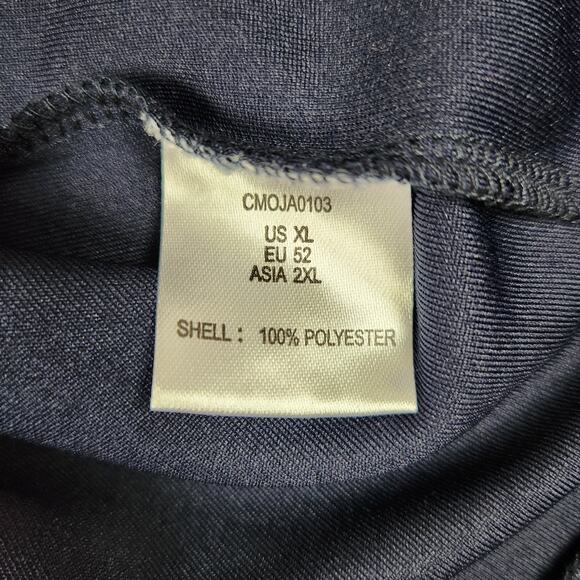 CMOJA0103
US XL
EU 52
ASIA 2XL
SHELL : 100% POLYESTER